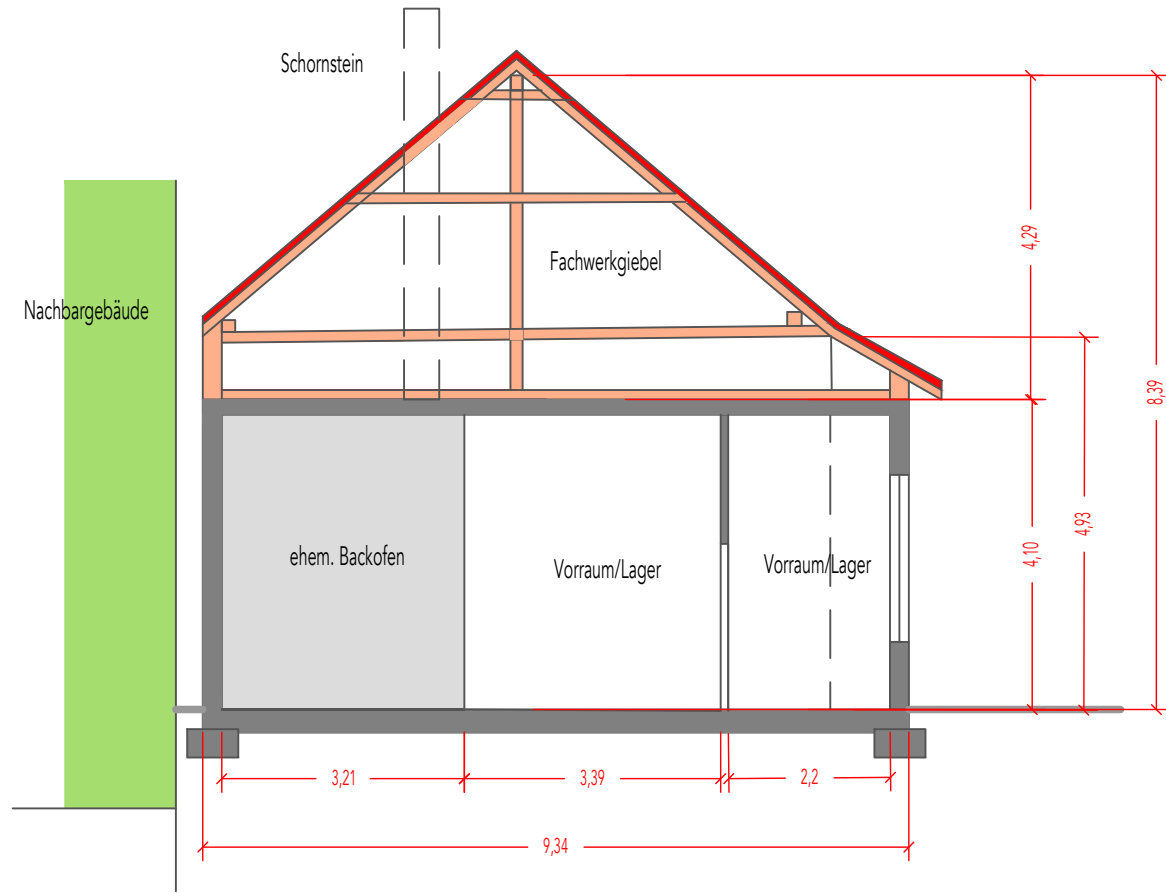 Schornstein
Nachbargebäude
Fachwerkgiebel
4,29
8,39
4,93
4,10
ehem. Backofen
Vorraum/Lager
Vorraum/Lager
3,21
3,39
2,2
9,34